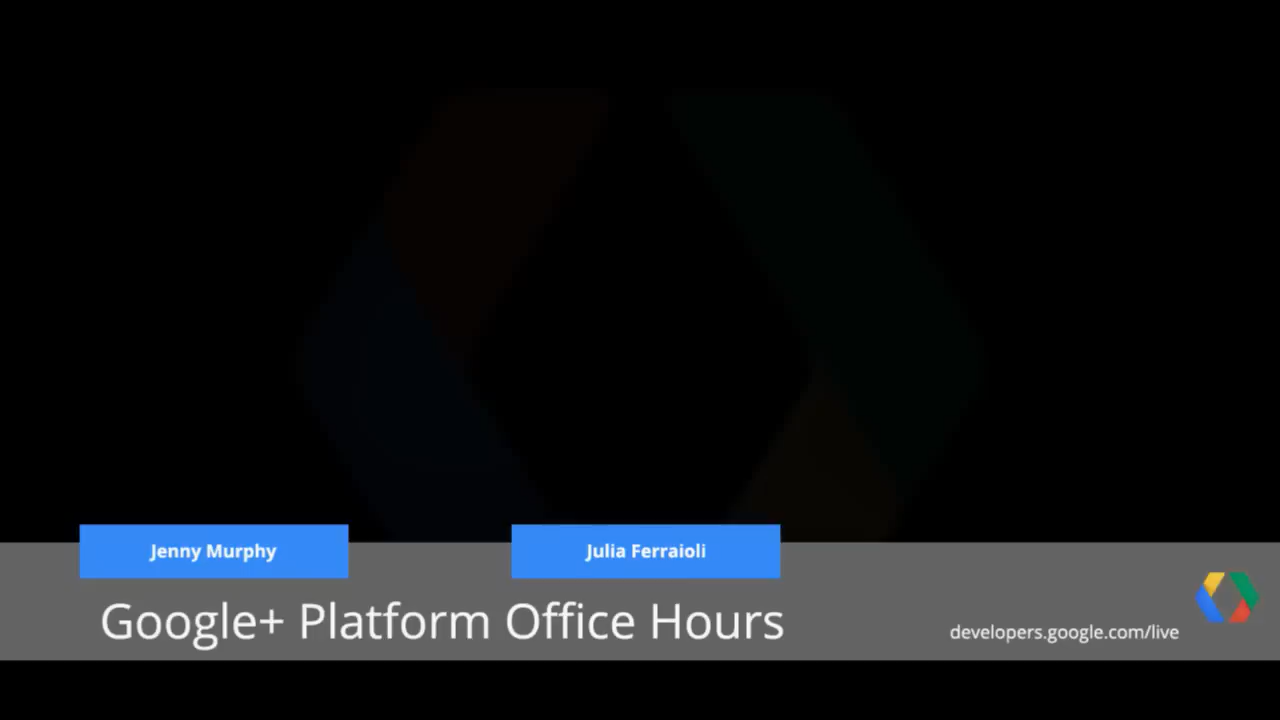 Jenny Murphy
Julia Ferraioli
Google+ Platform Office Hours
developers.google.com/live